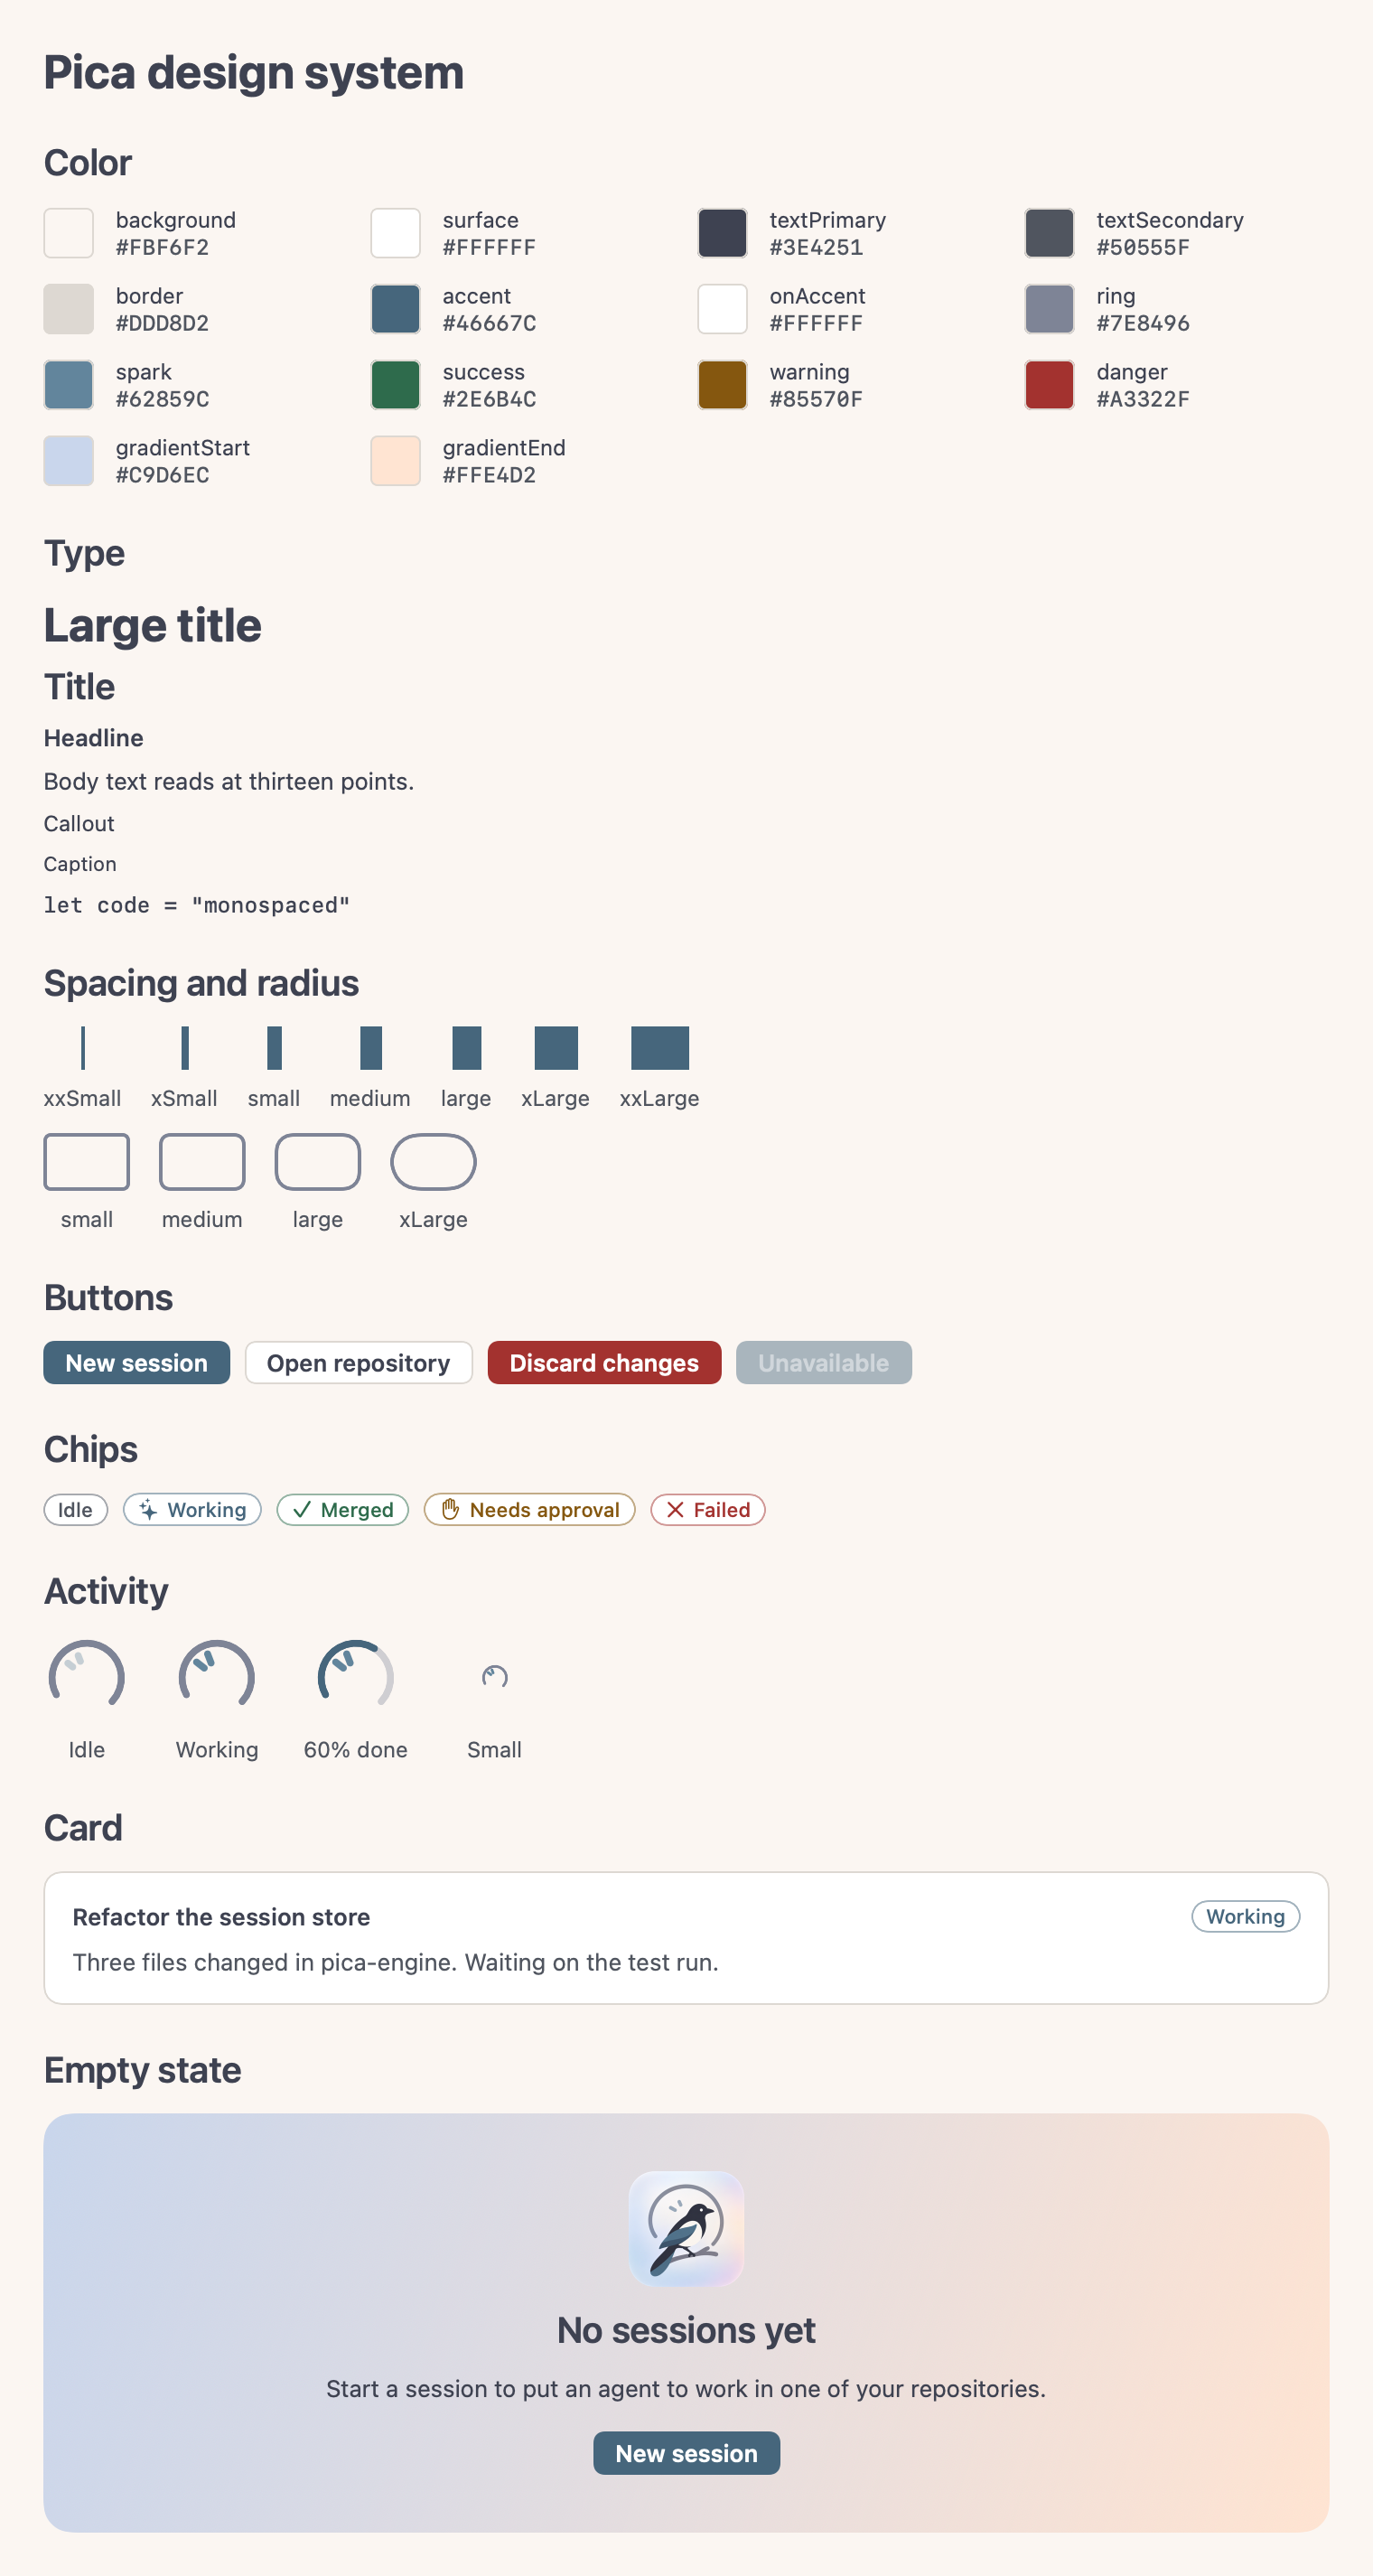 Pica design system
Color
background
#FBF6F2
surface
#FFFFFF
textPrimary
#3E4251
textSecondary
#50555F
border
#DDD8D2
accent
#46667C
onAccent
#FFFFFF
ring
#7E8496
spark
#62859C
success
#2E6B4C
warning
#85570F
danger
#A3322F
gradientStart
#C9D6EC
gradientEnd
#FFE4D2
Type
Large title
Title
Headline
Body text reads at thirteen points.
Callout
Caption
let code = "monospaced"
Spacing and radius
xxSmall xSmall small medium large xLarge xxLarge
small medium large xLarge
Buttons
New session Open repository Discard changes Unavailable
Chips
Idle Working Merged Needs approval Failed
Activity
Idle Working 60% done Small
Card
Refactor the session store Working
Three files changed in pica-engine. Waiting on the test run.
Empty state
No sessions yet
Start a session to put an agent to work in one of your repositories.
New session